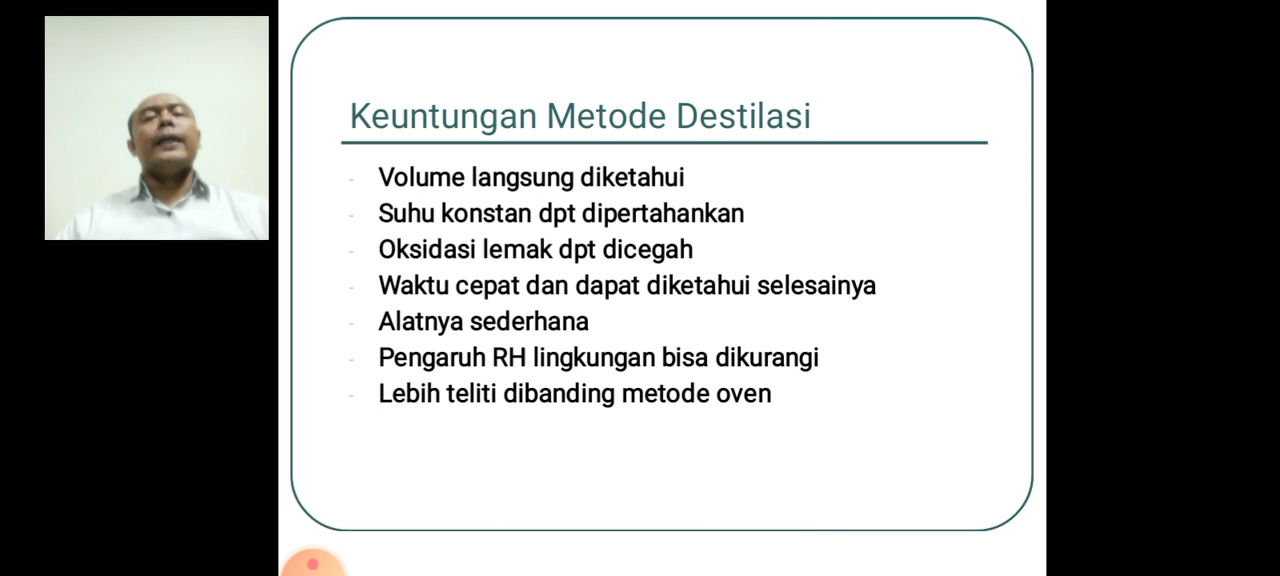 Keuntungan Metode Destilasi
- Volume langsung diketahui
- Suhu konstan dpt dipertahankan
- Oksidasi lemak dpt dicegah
- Waktu cepat dan dapat diketahui selesainya
- Alatnya sederhana
- Pengaruh RH lingkungan bisa dikurangi
- Lebih teliti dibanding metode oven